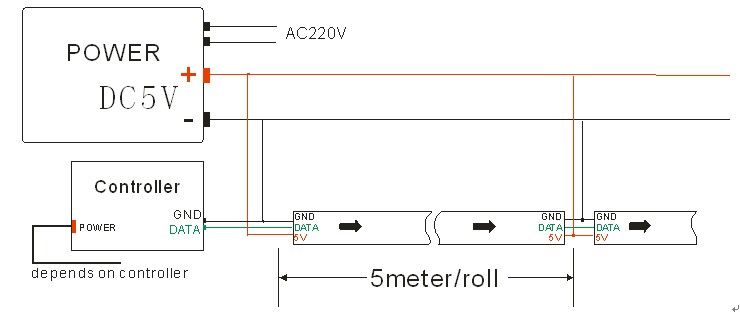 AC220V
POWER
+
DC5V
-
Controller
GND
DATA
POWER
depends on controller
GND
DATA
5V
GND
DATA
5V
GND
DATA
5V
5meter/roll